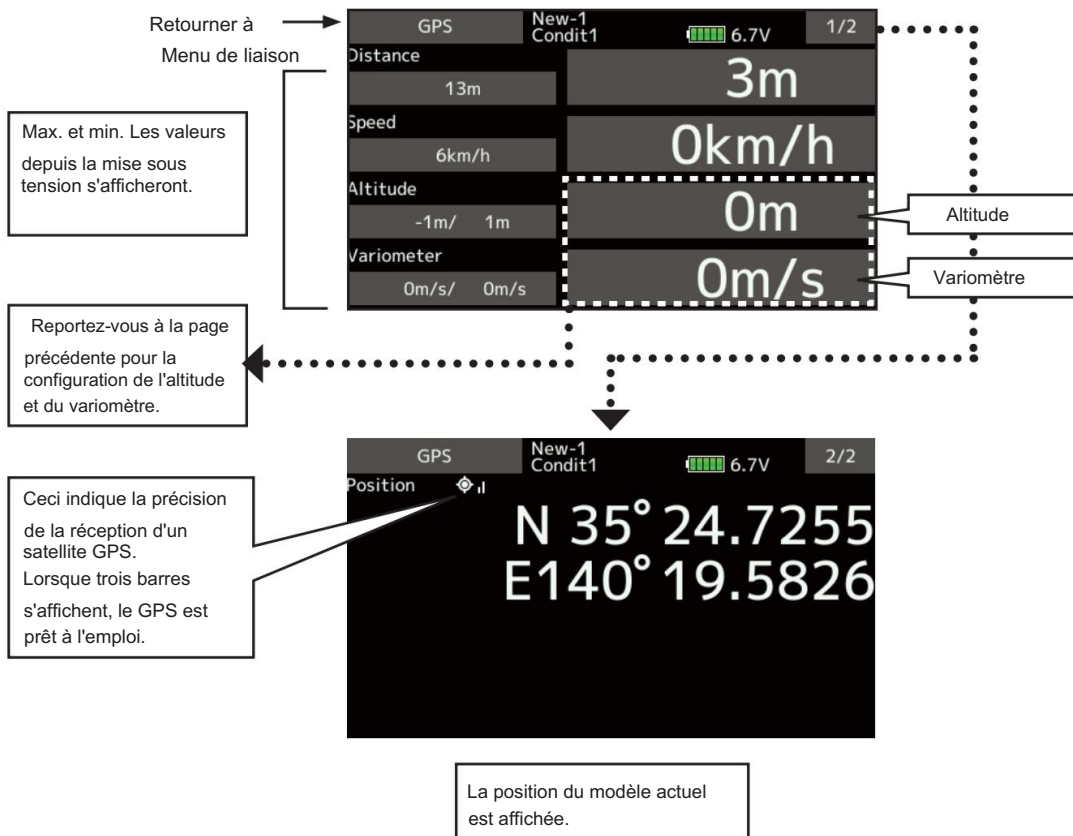 Retourner à
Menu de liaison
GPS
New-1
Condit1
6.7V
1/2
Distance
13m
3m
Speed
6km/h
0km/h
Altitude
-1m/ 1m
0m
Variometer
0m/s/ 0m/s
0m/s
Max. et min. Les valeurs
depuis la mise sous
tension s'afficheront.
Altitude
Variomètre
Reportez-vous à la page
précédente pour la
configuration de l'altitude
et du variomètre.
GPS
New-1
Condit1
6.7V
2/2
Position
N 35° 24.7255
E140° 19.5826
Ceci indique la précision
de la réception d'un
satellite GPS.
Lorsque trois barres
s'affichent, le GPS est
prêt à l'emploi.
La position du modèle actuel
est affichée.